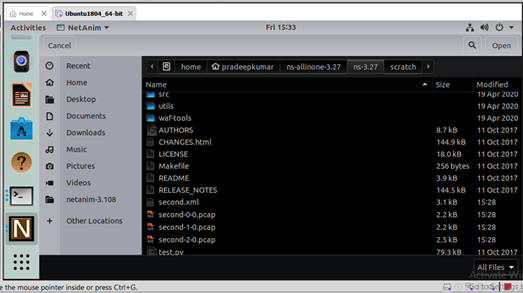 Home
Ubuntu1804_64-bit
Activities NetAnim Fri 15:33
Cancel Open
Recent
Home
Desktop
Documents
Downloads
Music
Pictures
Videos
netanim-3.108
Other Locations
home pradeepkumar ns-allinone-3.27 ns-3.27 scratch
Name Size Modified
src 19 Apr 2020
utils 19 Apr 2020
waf-tools 19 Apr 2020
AUTHORS 8.7 kB 11 Oct 2017
CHANGES.html 144.9 kB 11 Oct 2017
LICENSE 18.0 kB 11 Oct 2017
Makefile 256 bytes 11 Oct 2017
README 3.9 kB 11 Oct 2017
RELEASE_NOTES 144.5 kB 11 Oct 2017
second.xml 3.1 kB 15:28
second-0-0.pcap 2.2 kB 15:28
second-1-0.pcap 2.2 kB 15:28
second-2-0.pcap 2.5 kB 15:28
test.py 79.3 kB 11 Oct 2017
All Files
Activate Wi
Go to Settings t
e the mouse pointer inside or press Ctrl+G.